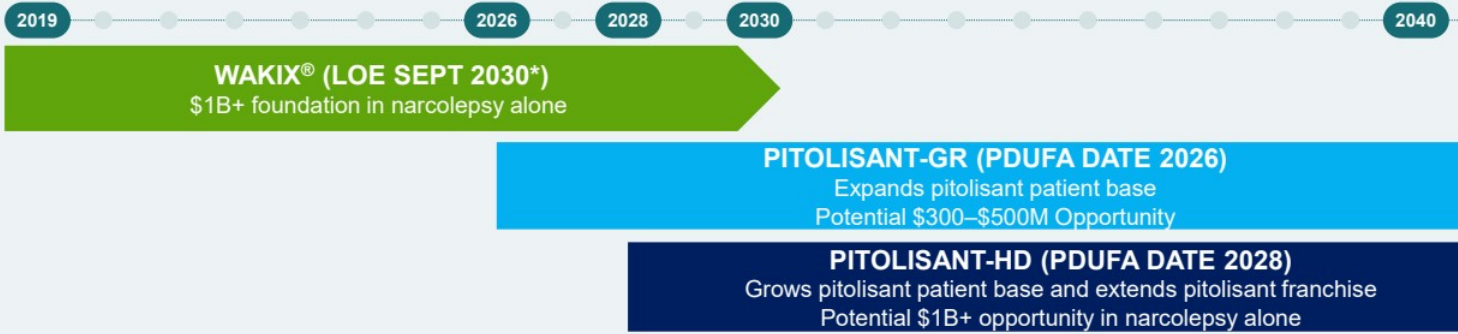 2019 2026 2028 2030 2040
WAKIX® (LOE SEPT 2030*)
$1B+ foundation in narcolepsy alone
PITOLISANT-GR (PDUFA DATE 2026)
Expands pitolisant patient base
Potential $300–$500M Opportunity
PITOLISANT-HD (PDUFA DATE 2028)
Grows pitolisant patient base and extends pitolisant franchise
Potential $1B+ opportunity in narcolepsy alone